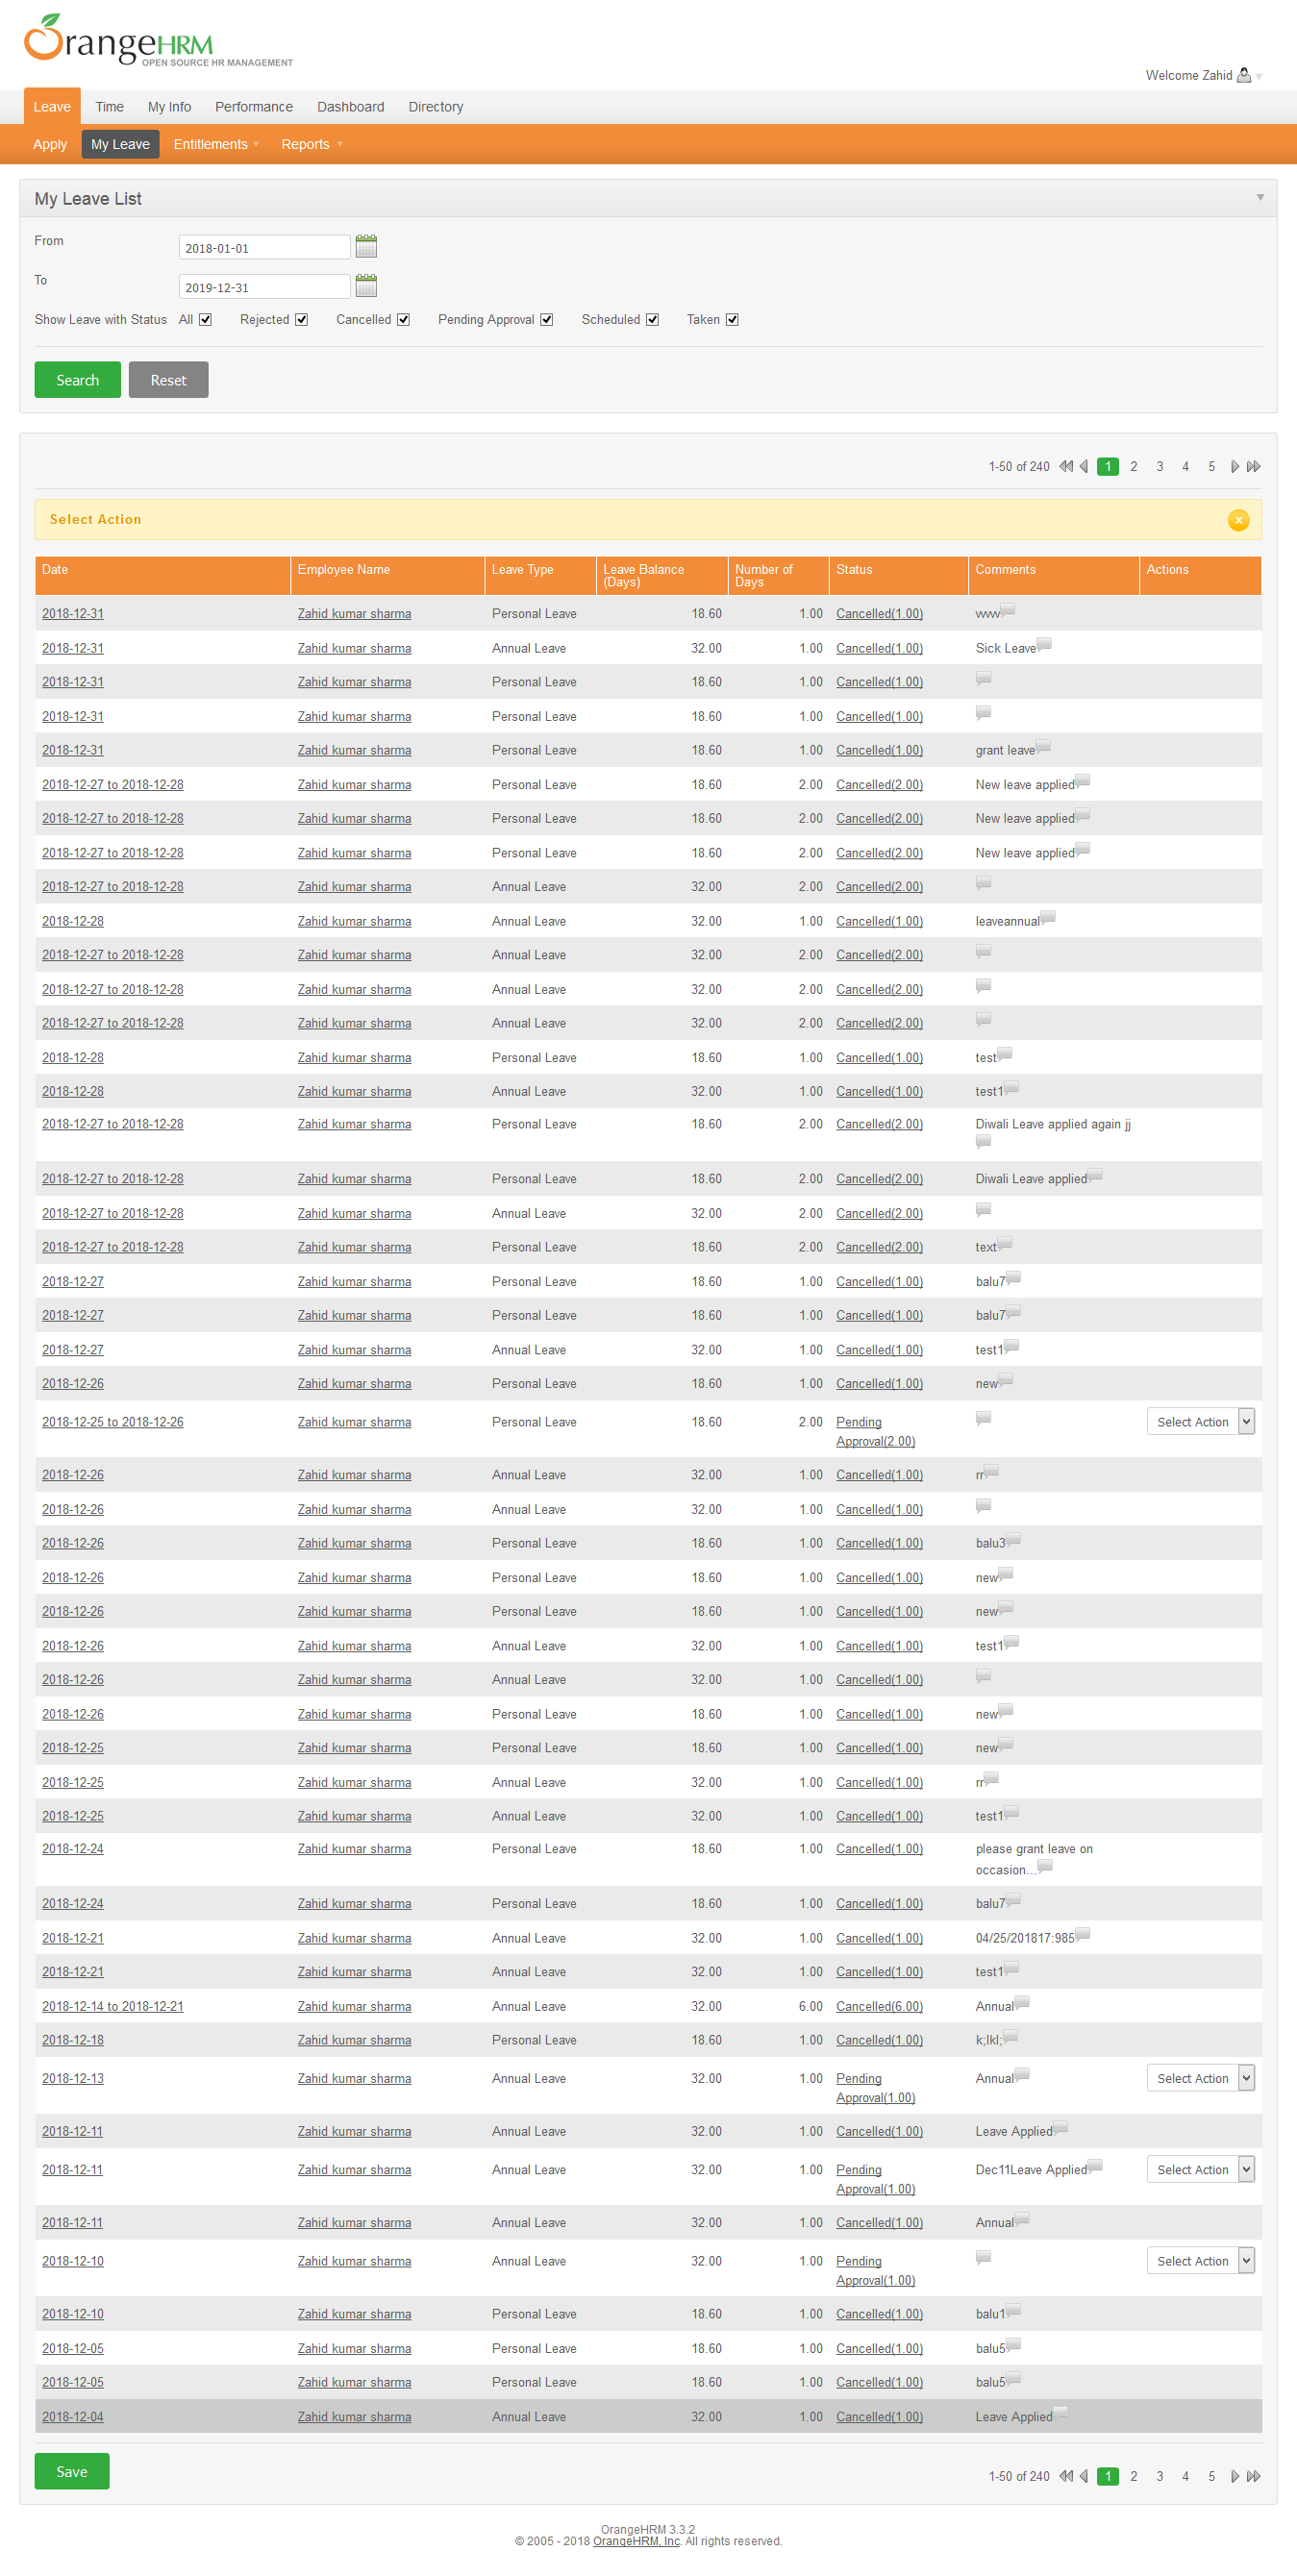 OrangeHRM
OPEN SOURCE HR MANAGEMENT
Welcome Zahid
Leave Time My Info Performance Dashboard Directory
Apply My Leave Entitlements Reports
My Leave List
From 2018-01-01
To 2019-12-31
Show Leave with Status All Rejected Cancelled Pending Approval Scheduled Taken
Search Reset
1-50 of 240 1 2 3 4 5
Select Action
Date Employee Name Leave Type Leave Balance (Days) Number of Days Status Comments Actions
2018-12-31 Zahid kumar sharma Personal Leave 18.60 1.00 Cancelled(1.00)
2018-12-31 Zahid kumar sharma Annual Leave 32.00 1.00 Cancelled(1.00) Sick Leave
2018-12-31 Zahid kumar sharma Personal Leave 18.60 1.00 Cancelled(1.00)
2018-12-31 Zahid kumar sharma Personal Leave 18.60 1.00 Cancelled(1.00)
2018-12-31 Zahid kumar sharma Personal Leave 18.60 1.00 Cancelled(1.00) grant leave
2018-12-27 to 2018-12-28 Zahid kumar sharma Personal Leave 18.60 2.00 Cancelled(2.00) New leave applied
2018-12-27 to 2018-12-28 Zahid kumar sharma Personal Leave 18.60 2.00 Cancelled(2.00) New leave applied
2018-12-27 to 2018-12-28 Zahid kumar sharma Personal Leave 18.60 2.00 Cancelled(2.00) New leave applied
2018-12-27 to 2018-12-28 Zahid kumar sharma Annual Leave 32.00 2.00 Cancelled(2.00)
2018-12-28 Zahid kumar sharma Annual Leave 32.00 1.00 Cancelled(1.00) leaveannual
2018-12-27 to 2018-12-28 Zahid kumar sharma Annual Leave 32.00 2.00 Cancelled(2.00)
2018-12-27 to 2018-12-28 Zahid kumar sharma Annual Leave 32.00 2.00 Cancelled(2.00)
2018-12-27 to 2018-12-28 Zahid kumar sharma Annual Leave 32.00 2.00 Cancelled(2.00)
2018-12-28 Zahid kumar sharma Personal Leave 18.60 1.00 Cancelled(1.00) test
2018-12-28 Zahid kumar sharma Annual Leave 32.00 1.00 Cancelled(1.00) test1
2018-12-27 to 2018-12-28 Zahid kumar sharma Personal Leave 18.60 2.00 Cancelled(2.00) Diwali Leave applied again jj
2018-12-27 to 2018-12-28 Zahid kumar sharma Personal Leave 18.60 2.00 Cancelled(2.00) Diwali Leave applied
2018-12-27 to 2018-12-28 Zahid kumar sharma Annual Leave 32.00 2.00 Cancelled(2.00)
2018-12-27 to 2018-12-28 Zahid kumar sharma Personal Leave 18.60 2.00 Cancelled(2.00) text
2018-12-27 Zahid kumar sharma Personal Leave 18.60 1.00 Cancelled(1.00) balu7
2018-12-27 Zahid kumar sharma Personal Leave 18.60 1.00 Cancelled(1.00) balu7
2018-12-27 Zahid kumar sharma Annual Leave 32.00 1.00 Cancelled(1.00) test1
2018-12-26 Zahid kumar sharma Personal Leave 18.60 1.00 Cancelled(1.00) new
2018-12-25 to 2018-12-26 Zahid kumar sharma Personal Leave 18.60 2.00 Pending Approval(2.00) Select Action
2018-12-26 Zahid kumar sharma Annual Leave 32.00 1.00 Cancelled(1.00) rr
2018-12-26 Zahid kumar sharma Annual Leave 32.00 1.00 Cancelled(1.00)
2018-12-26 Zahid kumar sharma Personal Leave 18.60 1.00 Cancelled(1.00) balu3
2018-12-26 Zahid kumar sharma Personal Leave 18.60 1.00 Cancelled(1.00) new
2018-12-26 Zahid kumar sharma Personal Leave 18.60 1.00 Cancelled(1.00) new
2018-12-26 Zahid kumar sharma Annual Leave 32.00 1.00 Cancelled(1.00) test1
2018-12-26 Zahid kumar sharma Annual Leave 32.00 1.00 Cancelled(1.00)
2018-12-26 Zahid kumar sharma Personal Leave 18.60 1.00 Cancelled(1.00) new
2018-12-25 Zahid kumar sharma Personal Leave 18.60 1.00 Cancelled(1.00) new
2018-12-25 Zahid kumar sharma Annual Leave 32.00 1.00 Cancelled(1.00) rr
2018-12-25 Zahid kumar sharma Annual Leave 32.00 1.00 Cancelled(1.00) test1
2018-12-24 Zahid kumar sharma Personal Leave 18.60 1.00 Cancelled(1.00) please grant leave on occasion...
2018-12-24 Zahid kumar sharma Personal Leave 18.60 1.00 Cancelled(1.00) balu7
2018-12-21 Zahid kumar sharma Annual Leave 32.00 1.00 Cancelled(1.00) 04/25/201817:985
2018-12-21 Zahid kumar sharma Annual Leave 32.00 1.00 Cancelled(1.00) test1
2018-12-14 to 2018-12-21 Zahid kumar sharma Annual Leave 32.00 6.00 Cancelled(6.00) Annual
2018-12-18 Zahid kumar sharma Personal Leave 18.60 1.00 Cancelled(1.00) k;lkl;
2018-12-13 Zahid kumar sharma Annual Leave 32.00 1.00 Pending Approval(1.00) Annual Select Action
2018-12-11 Zahid kumar sharma Annual Leave 32.00 1.00 Cancelled(1.00) Leave Applied
2018-12-11 Zahid kumar sharma Annual Leave 32.00 1.00 Pending Approval(1.00) Dec11Leave Applied Select Action
2018-12-11 Zahid kumar sharma Annual Leave 32.00 1.00 Cancelled(1.00) Annual
2018-12-10 Zahid kumar sharma Annual Leave 32.00 1.00 Pending Approval(1.00) Select Action
2018-12-10 Zahid kumar sharma Personal Leave 18.60 1.00 Cancelled(1.00) balu1
2018-12-05 Zahid kumar sharma Personal Leave 18.60 1.00 Cancelled(1.00) balu5
2018-12-05 Zahid kumar sharma Personal Leave 18.60 1.00 Cancelled(1.00) balu5
2018-12-04 Zahid kumar sharma Annual Leave 32.00 1.00 Cancelled(1.00) Leave Applied
Save
1-50 of 240 1 2 3 4 5
OrangeHRM 3.3.2
© 2005 - 2018 OrangeHRM, Inc. All rights reserved.